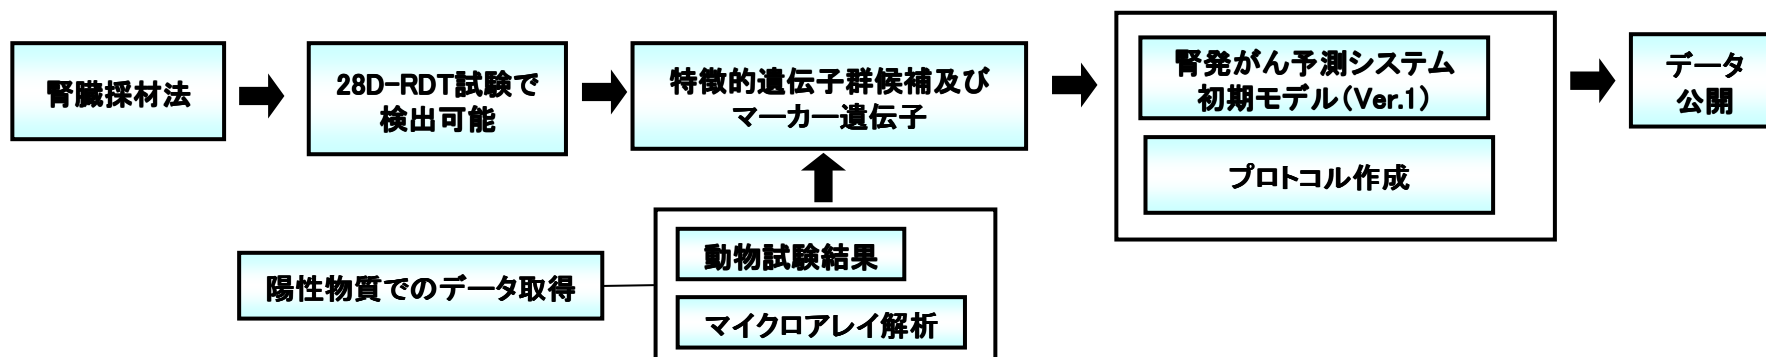 腎臓採材法
28D-RDT試験で
検出可能
特徴的遺伝子群候補及び
マーカー遺伝子
腎発がん予測システム
初期モデル(Ver.1)
プロトコル作成
データ
公開
陽性物質でのデータ取得
動物試験結果
マイクロアレイ解析